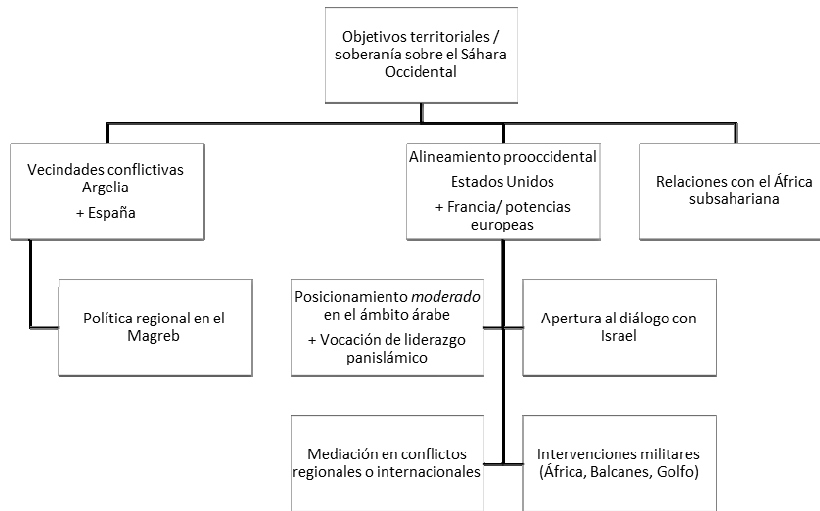 Objetivos territoriales /
soberanía sobre el Sáhara
Occidental
Vecindades conflictivas
Argelia
+ España
Alineamiento prooccidental
Estados Unidos
+ Francia/ potencias
europeas
Relaciones con el África
subsahariana
Política regional en el
Magreb
Posicionamiento moderado
en el ámbito árabe
+ Vocación de liderazgo
panislámico
Apertura al diálogo con
Israel
Mediación en conflictos
regionales o internacionales
Intervenciones militares
(África, Balcanes, Golfo)